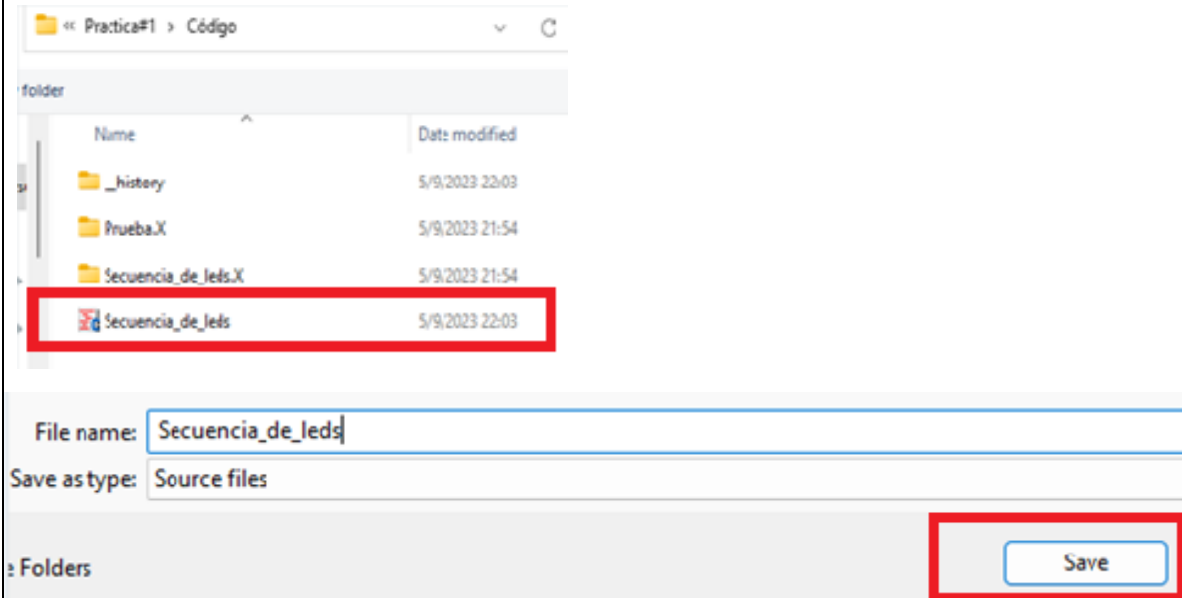 « Practica#1 > Código
folder
Name Date modified
_history 5/9/2023 22:03
Prueba.X 5/9/2023 21:54
Secuencia_de_leds.X 5/9/2023 21:54
Secuencia_de_leds 5/9/2023 22:03
File name: Secuencia_de_leds
Save as type: Source files
e Folders Save